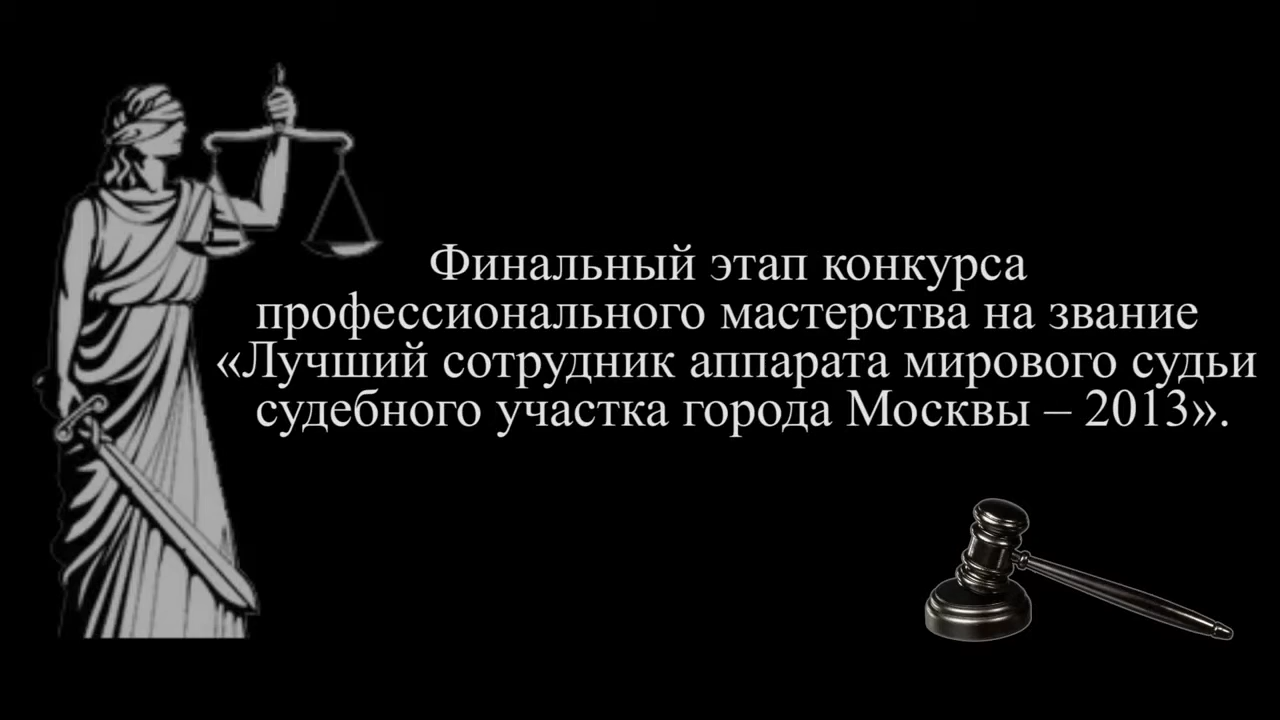 Финальный этап конкурса
профессионального мастерства на звание
«Лучший сотрудник аппарата мирового судьи
судебного участка города Москвы – 2013».